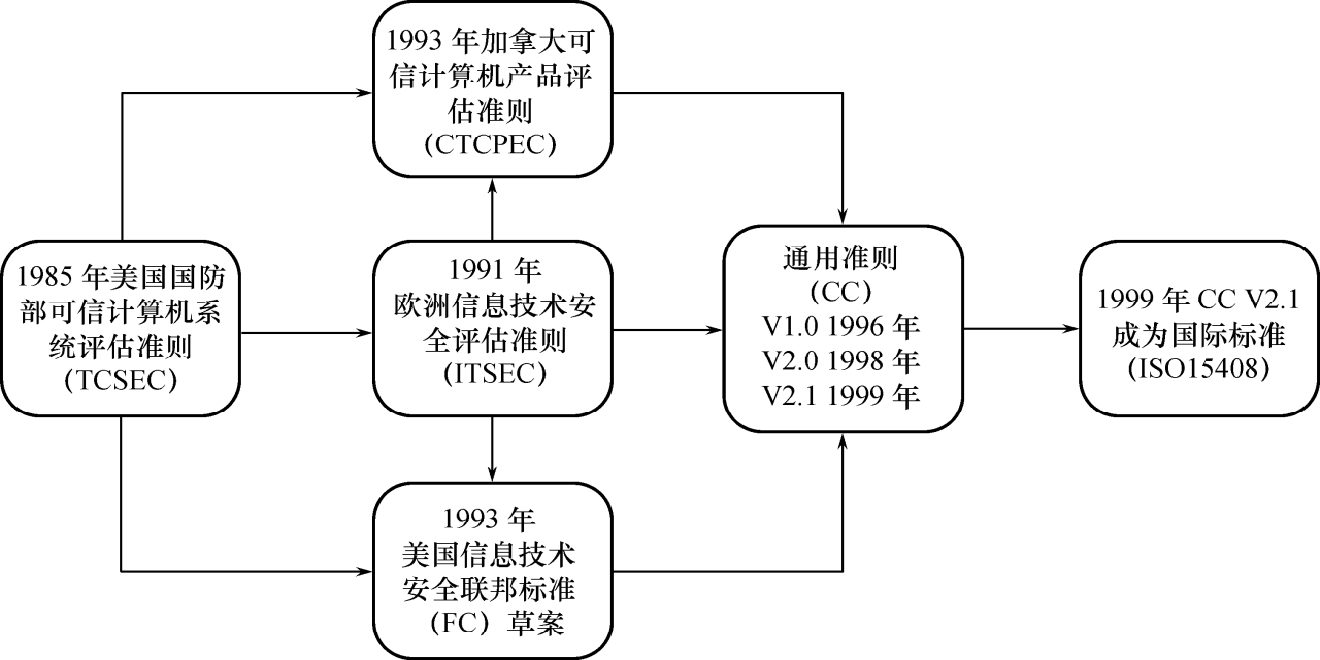 1993 年加拿大可
信计算机产品评
估准则
(CTCPEC)
1985 年美国国防
部可信计算机系
统评估准则
(TCSEC)
1991 年
欧洲信息技术安
全评估准则
(ITSEC)
1993 年
美国信息技术
安全联邦标准
(FC) 草案
通用准则
(CC)
V1.0 1996 年
V2.0 1998 年
V2.1 1999 年
1999 年 CC V2.1
成为国际标准
(ISO15408)